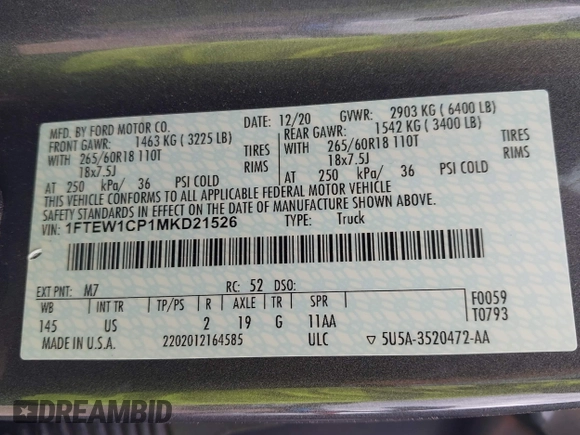 MFD. BY FORD MOTOR CO. DATE: 12/20 GVWR: 2903 KG ( 6400 LB)
FRONT GAWR: 1463 KG ( 3225 LB) REAR GAWR: 1542 KG ( 3400 LB)
WITH 265/60R18 110T TIRES WITH 265/60R18 110T TIRES
18x7.5J RIMS 18x7.5J RIMS
AT 250 kPa/ 36 PSI COLD AT 250 kPa/ 36 PSI COLD
THIS VEHICLE CONFORMS TO ALL APPLICABLE FEDERAL MOTOR VEHICLE
SAFETY STANDARDS IN EFFECT ON THE DATE OF MANUFACTURE SHOWN ABOVE.
VIN: 1FTEW1CP1MKD21526 TYPE: Truck
EXT PNT: M7 RC: 52 DSO: F0059
WB INT TR TP/PS R AXLE TR SPR T0793
145 US 2 19 G 11AA
MADE IN U.S.A. 2202012164585 ULC ▽ 5U5A-3520472-AA
DREAMBID